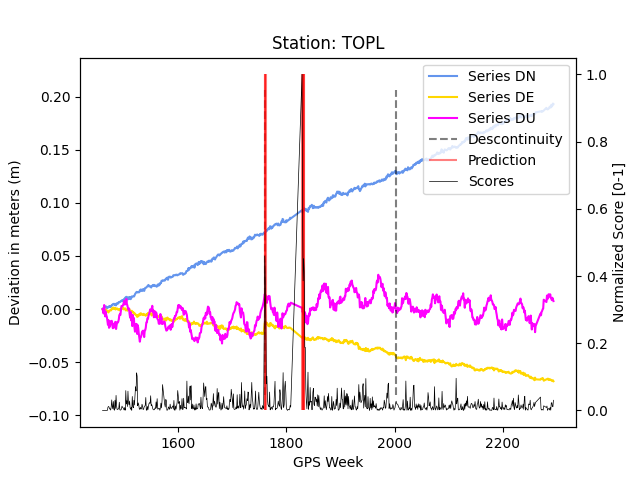 Station: TOPL
Series DN
Series DE
Series DU
Descontinuity
Prediction
Scores
Deviation in meters (m)
0.20
0.15
0.10
0.05
0.00
−0.05
−0.10
1.0
0.8
0.6
0.4
0.2
0.0
Normalized Score [0-1]
1600
1800
2000
2200
GPS Week